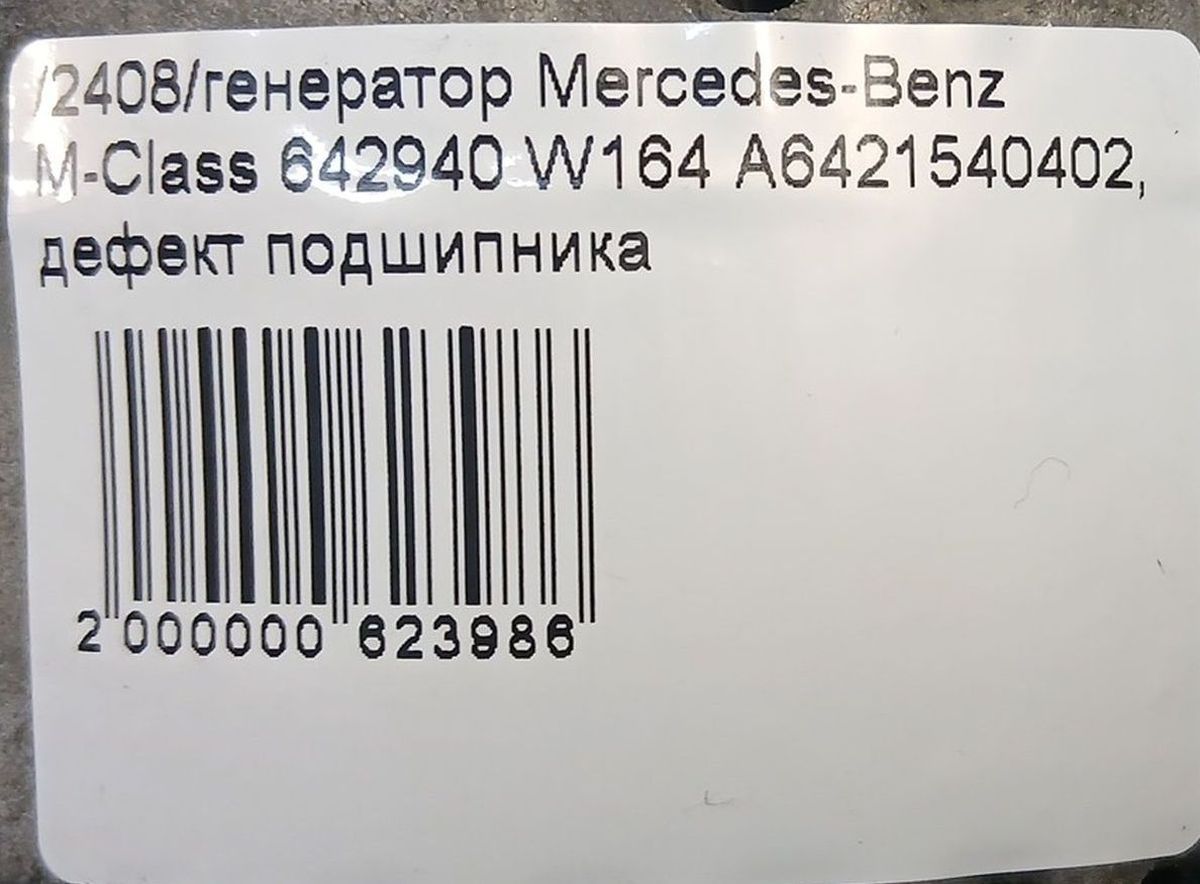 /2408/генератор Mercedes-Benz
M-Class 642940 W164 A6421540402,
дефект подшипника
2 000000 623986